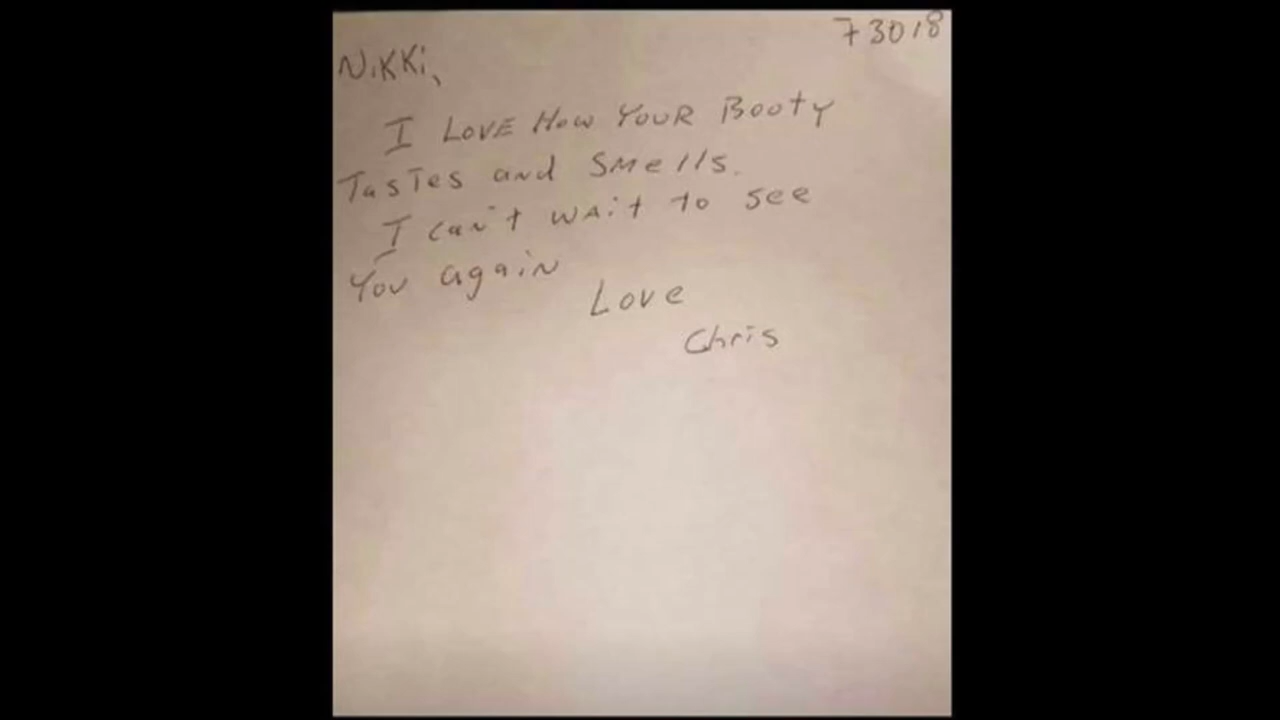 73018
Nikki,
I Love How Your Booty
Tastes and Smells.
I can't wait to see
You again
Love
Chris